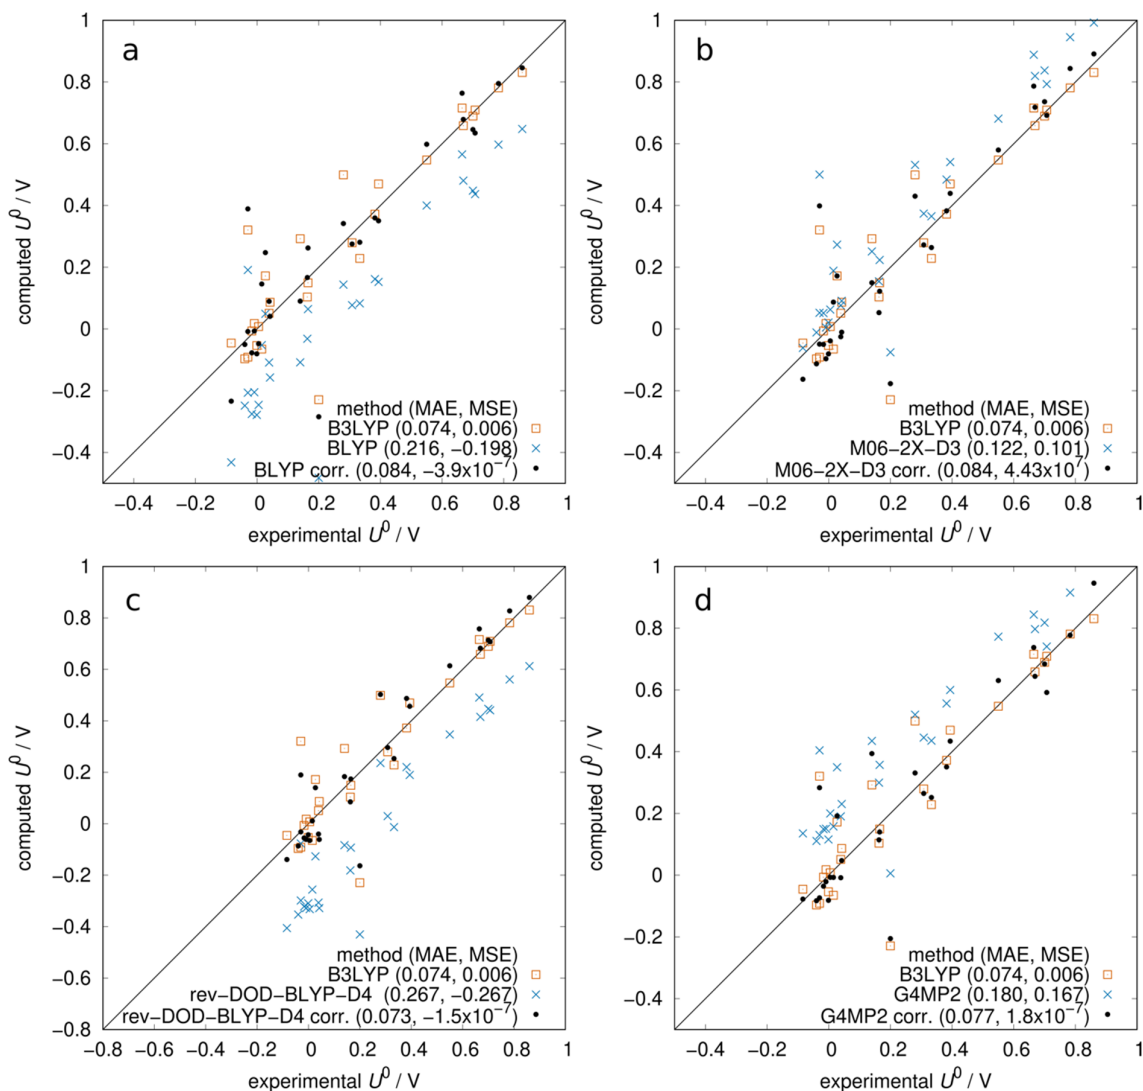 a
1
0.8
0.6
0.4
0.2
0
−0.2
−0.4
computed U⁰ / V
method (MAE, MSE)
B3LYP (0.074, 0.006)
BLYP (0.216, −0.198)
BLYP corr. (0.084, −3.9x10⁻⁷)
−0.4 −0.2 0 0.2 0.4 0.6 0.8 1
experimental U⁰ / V
b
1
0.8
0.6
0.4
0.2
0
−0.2
−0.4
computed U⁰ / V
method (MAE, MSE)
B3LYP (0.074, 0.006)
M06−2X−D3 (0.122, 0.101)
M06−2X−D3 corr. (0.084, 4.43x10⁷)
−0.4 −0.2 0 0.2 0.4 0.6 0.8 1
experimental U⁰ / V
c
1
0.8
0.6
0.4
0.2
0
−0.2
−0.4
−0.6
−0.8
computed U⁰ / V
method (MAE, MSE)
B3LYP (0.074, 0.006)
rev−DOD−BLYP−D4 (0.267, −0.267)
rev−DOD−BLYP−D4 corr. (0.073, −1.5x10⁻⁷)
−0.8 −0.6 −0.4 −0.2 0 0.2 0.4 0.6 0.8 1
experimental U⁰ / V
d
1
0.8
0.6
0.4
0.2
0
−0.2
−0.4
computed U⁰ / V
method (MAE, MSE)
B3LYP (0.074, 0.006)
G4MP2 (0.180, 0.167)
G4MP2 corr. (0.077, 1.8x10⁻⁷)
−0.4 −0.2 0 0.2 0.4 0.6 0.8 1
experimental U⁰ / V